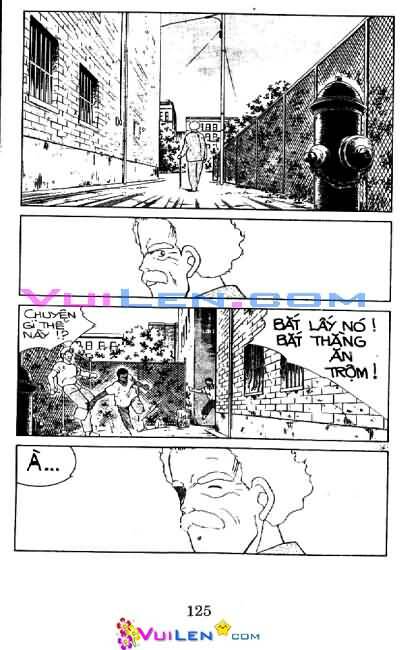 VuiLen.com
CHUYỆN
GÌ THẾ
NÀY !?
BẮT LẤY NÓ !
BẮT THẰNG
ĂN
TRỘM !
À...
125
VuiLen.com